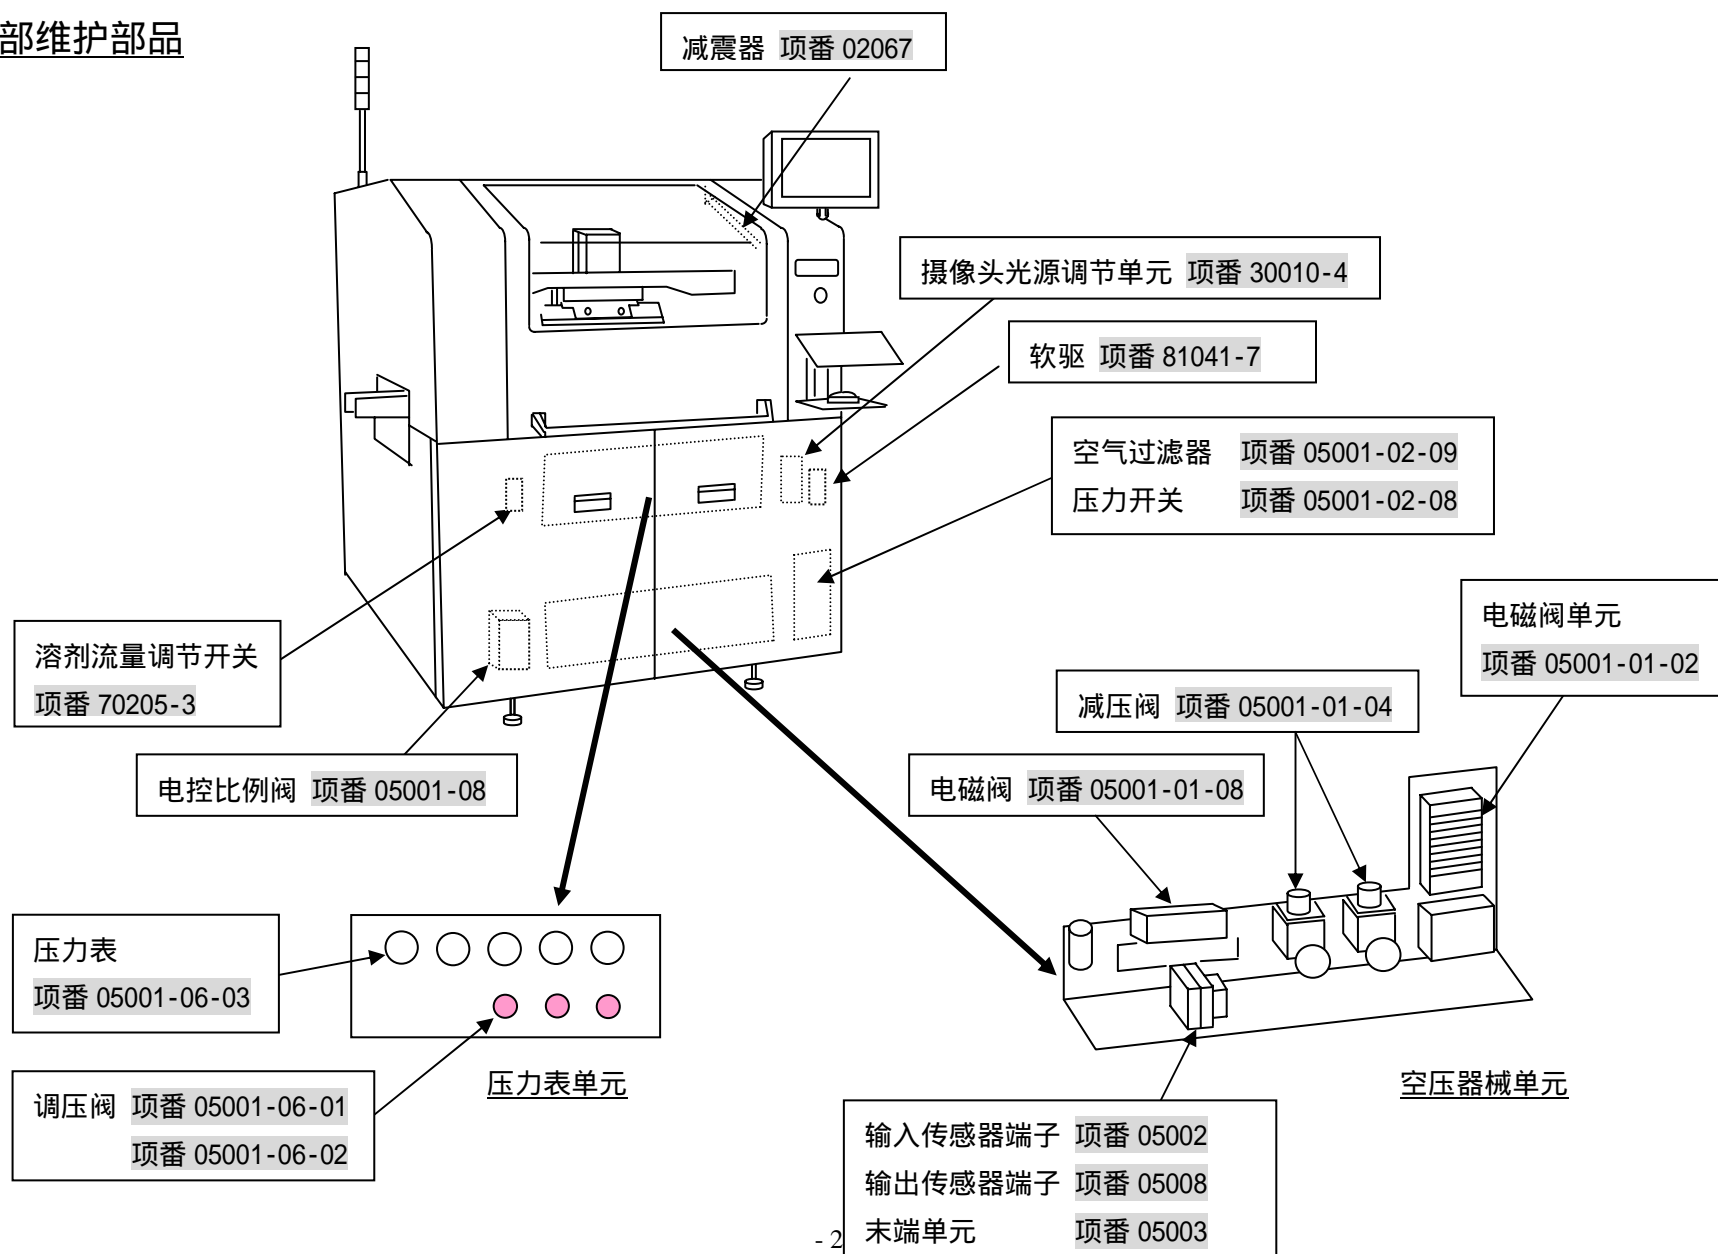 部维护部品
减震器 项番 02067
摄像头光源调节单元 项番 30010-4
软驱 项番 81041-7
空气过滤器 项番 05001-02-09
压力开关 项番 05001-02-08
电磁阀单元
项番 05001-01-02
溶剂流量调节开关
项番 70205-3
减压阀 项番 05001-01-04
电控比例阀 项番 05001-08
电磁阀 项番 05001-01-08
压力表
项番 05001-06-03
压力表单元
空压器械单元
调压阀 项番 05001-06-01
项番 05001-06-02
输入传感器端子 项番 05002
输出传感器端子 项番 05008
末端单元 项番 05003
- 2